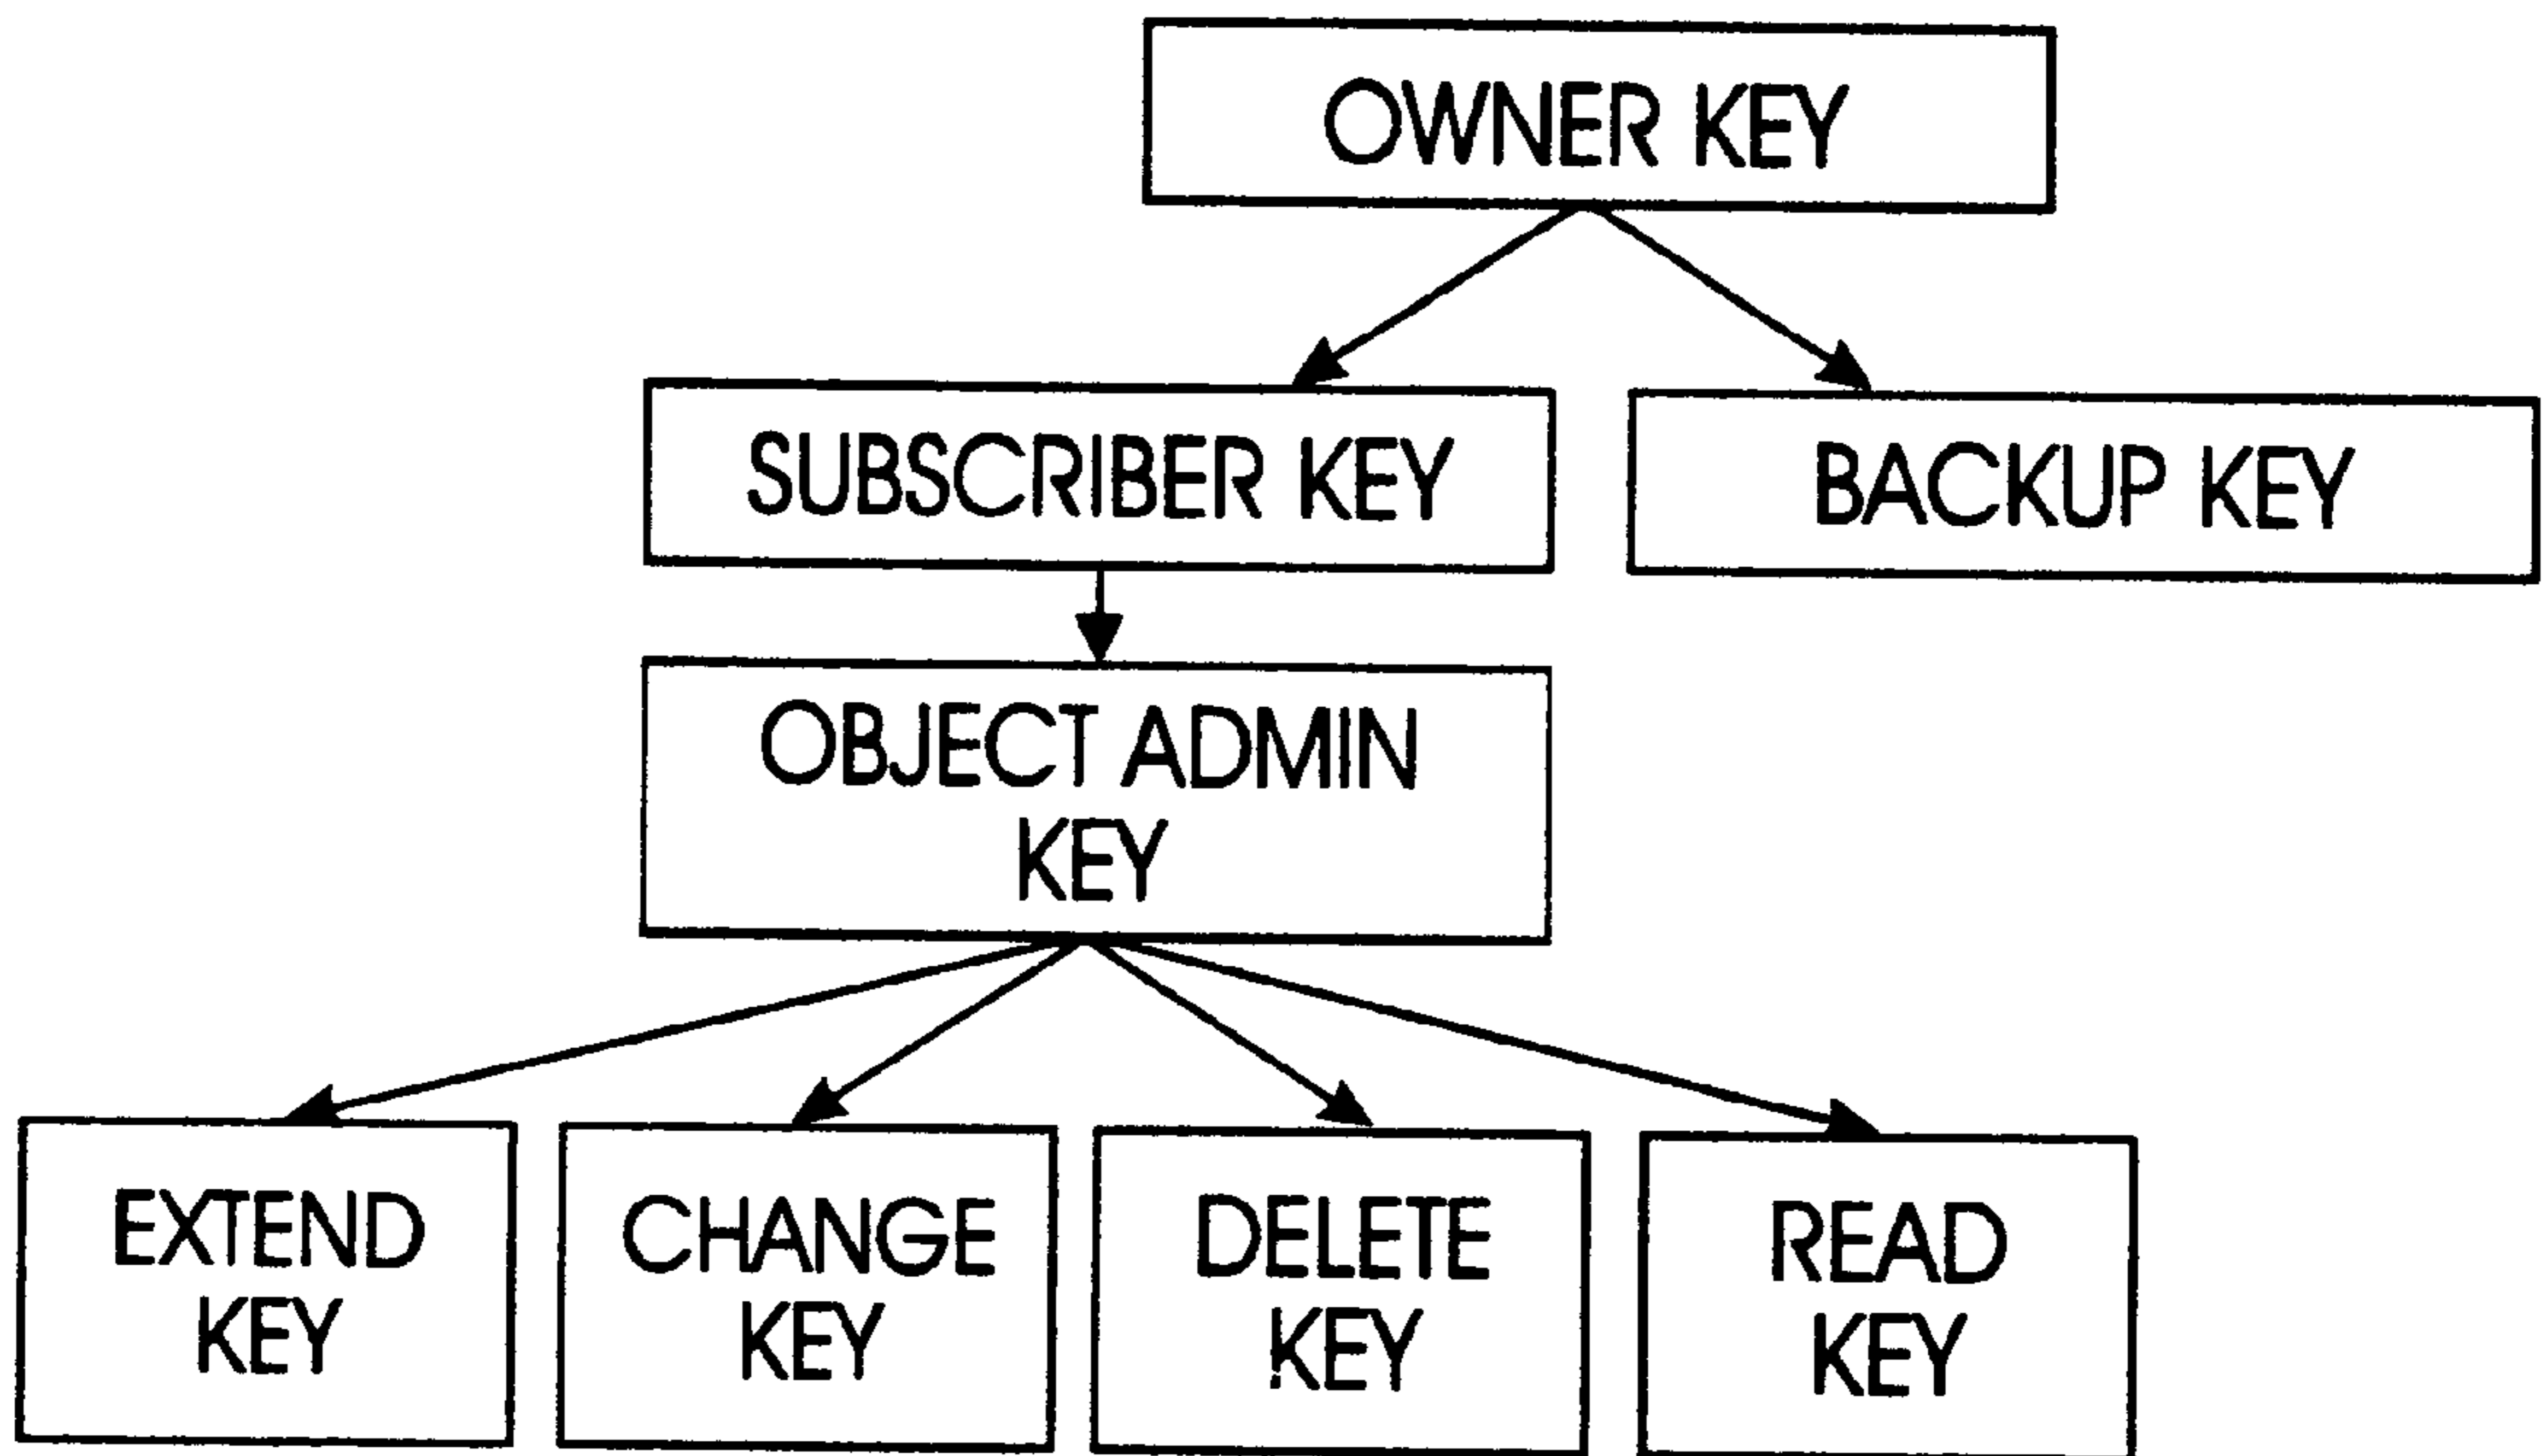 OWNER KEY
SUBSCRIBER KEY
BACKUP KEY
OBJECT ADMIN
KEY
EXTEND
KEY
CHANGE
KEY
DELETE
KEY
READ
KEY